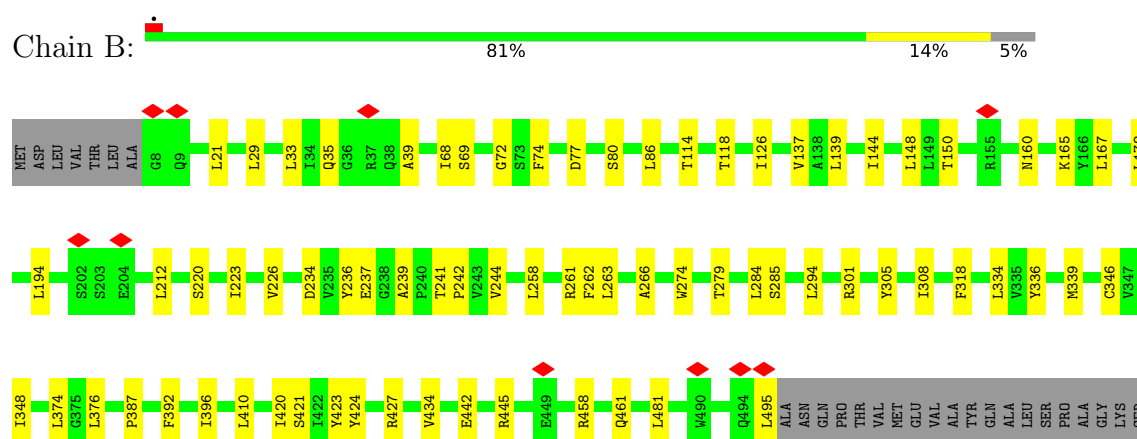 Chain B:
81% 14% 5%
MET ASP LEU VAL THR LEU ALA G8 Q9 L21 L29 L33 I34 Q35 G36 R37 Q38 A39 I68 S69 G72 S73 F74 D77 S80 L86 T114 T118 I126 V137 A138 L139 I144 L148 L149 T150 R155 N160 K165 Y166 L167
L194 S202 S203 E204 L212 S220 I223 V226 D234 V235 Y236 E237 G238 A239 P240 T241 P242 V243 V244 L258 R261 F262 L263 A266 W274 T279 L284 S285 L294 R301 Y305 I308 F318 L334 V335 Y336 M339 C346 V347
I348 L374 G375 L376 P387 F392 I396 L410 I420 S421 I422 Y423 Y424 R427 V434 E442 R445 E449 R458 Q461 L481 W490 Q494 L495 ALA ASN GLN PRO THR VAL MET GLU VAL ALA TYR GLN ALA LEU SER PRO ALA GLY LYS